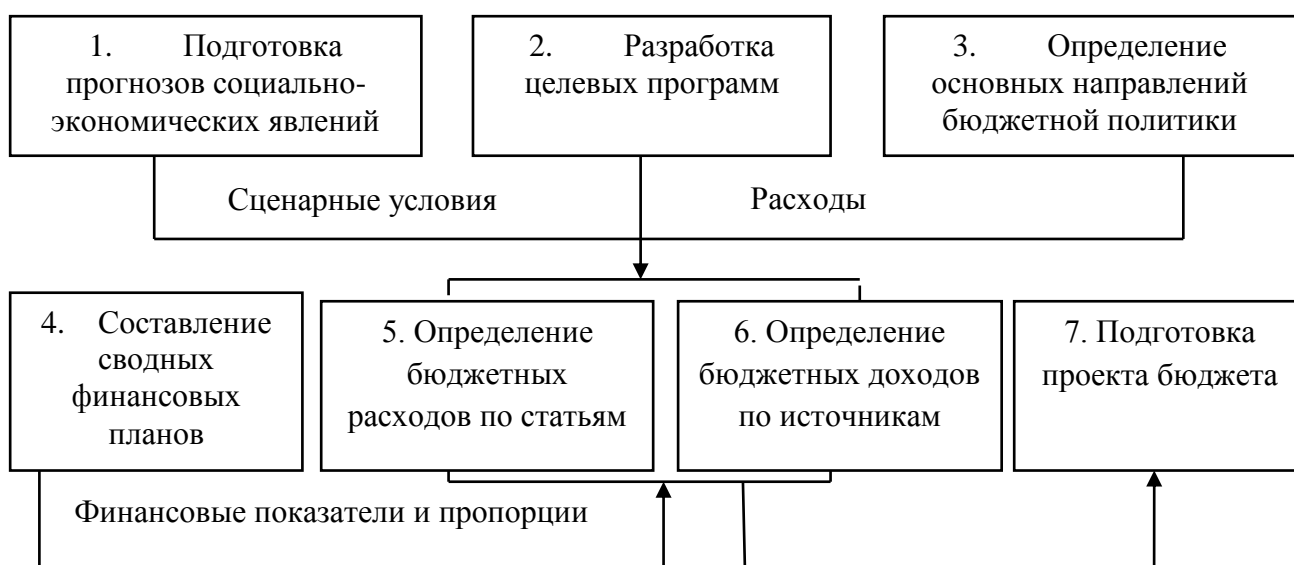 1. Подготовка
прогнозов социально-
экономических явлений
2. Разработка
целевых программ
3. Определение
основных направлений
бюджетной политики
Сценарные условия
Расходы
4. Составление
сводных
финансовых
планов
5. Определение
бюджетных
расходов по статьям
6. Определение
бюджетных доходов
по источникам
7. Подготовка
проекта бюджета
Финансовые показатели и пропорции